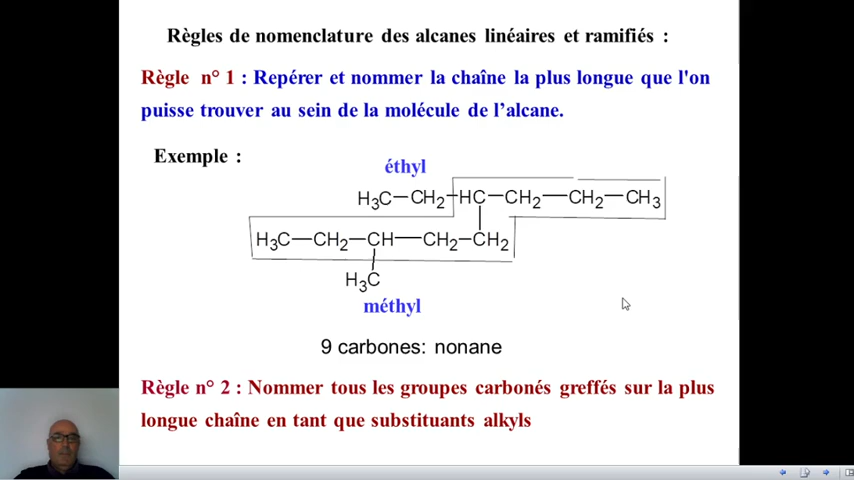 Règles de nomenclature des alcanes linéaires et ramifiés :
Règle n° 1 : Repérer et nommer la chaîne la plus longue que l'on
puisse trouver au sein de la molécule de l’alcane.
Exemple :
éthyl
H3C—CH2—HC—CH2—CH2—CH3
H3C—CH2—CH—CH2—CH2
H3C
méthyl
9 carbones: nonane
Règle n° 2 : Nommer tous les groupes carbonés greffés sur la plus
longue chaîne en tant que substituants alkyls